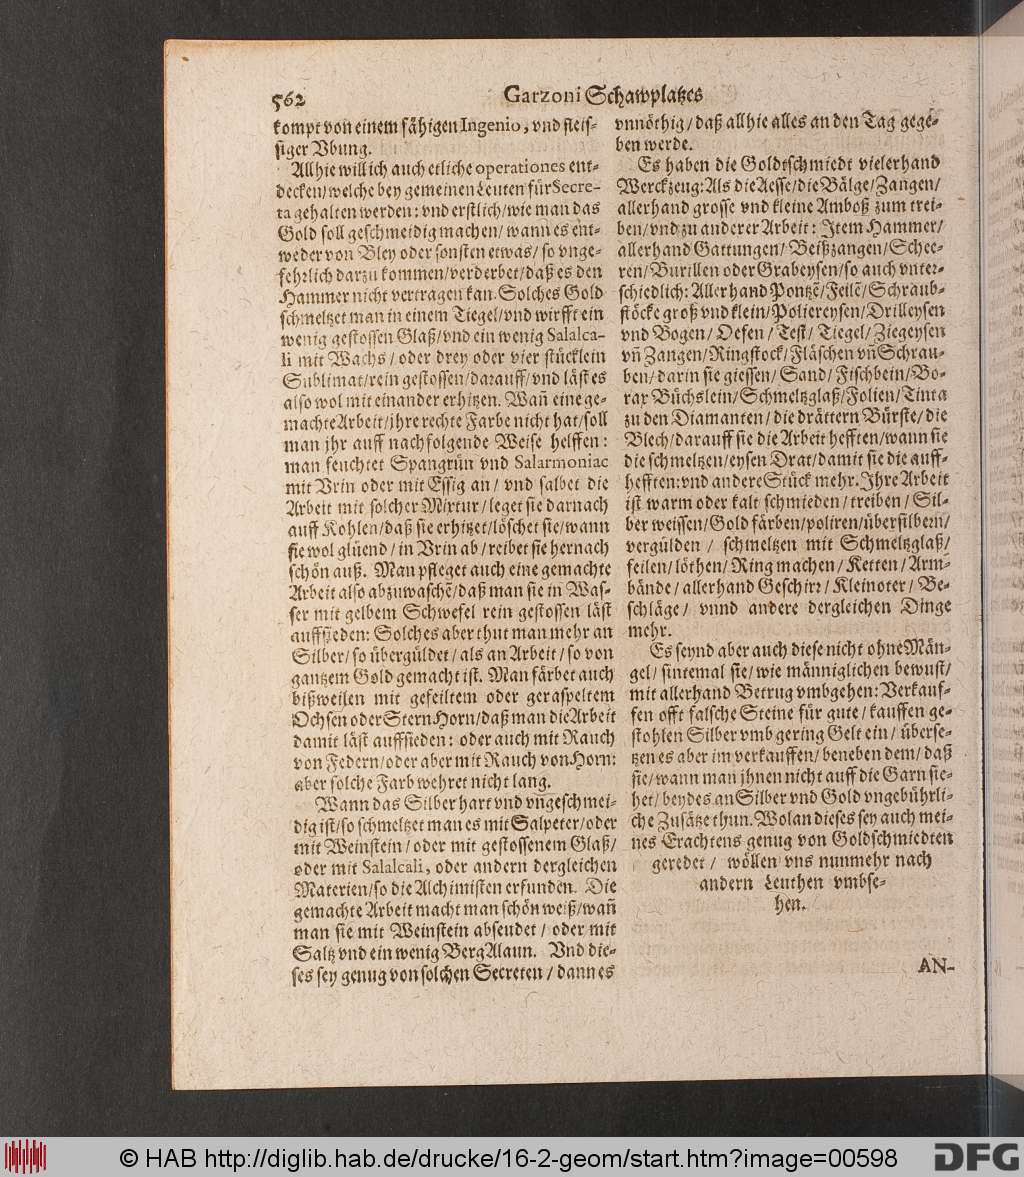 562
Garzoni Schawplatzes
kompt von einem fähigen Ingenio, vnd fleis-
siger Vbung.
Allhie will ich auch etliche operationes ent-
decken/welche bey gemeinen Leuten für Secre-
ta gehalten werden: vnd erstlich/wie man das
Gold soll geschmeidig machen/wann es ent-
weder von Bley oder sonsten etwas/so vnge-
fehrlich darzu kommen/verderbet/daß es den
Hammer nicht vertragen kan. Solches Gold
schmeltzet man in einem Tiegel/vnd wirfft ein
wenig gestossen Glaß/vnd ein wenig Salalca-
li mit Wachs/oder drey oder vier stücklein
Sublimat/rein gestossen/darauff/vnd läst es
also wol mit einander erhitzen. Wañ eine ge-
machte Arbeit/ihre rechte Farbe nicht hat/soll
man jhr auff nachfolgende Weise helffen:
man feuchtet Spangrün vnd Salarmoniac
mit Vrin oder mit Essig an/vnd salbet die
Arbeit mit solcher Mixtur/leget sie darnach
auff Kohlen/daß sie erhitzet/löschet sie/wann
sie wol glüend/in Vrin ab/reibet sie hernach
schön auß. Man pfleget auch eine gemachte
Arbeit also abzuwaschẽ/daß man sie in Was-
ser mit gelbem Schwefel rein gestossen läst
auffsieden: Solches aber thut man mehr an
Silber/so übergüldet/als an Arbeit/so von
gantzem Gold gemacht ist. Man färbet auch
bißweilen mit gefeiltem oder geraspeltem
Ochsen oder Stern Horn/daß man die Arbeit
damit läst auffsieden: oder auch mit Rauch
von Federn/oder aber mit Rauch von Horn:
aber solche Farb wehret nicht lang.
Wann das Silber hart vnd vngeschmei-
dig ist/so schmeltzet man es mit Salpeter/oder
mit Weinstein/oder mit gestossenem Glaß/
oder mit Salalcali, oder andern dergleichen
Materien/so die Alchimisten erfunden. Die
gemachte Arbeit macht man schön weiß/wañ
man sie mit Weinstein abseudet/oder mit
Saltz vnd ein wenig Berg Alaun. Vnd die-
ses sey genug von solchen Secreten/dann es
vnnöthig/daß allhie alles an den Tag gege-
ben werde.
Es haben die Goldtschmiedt vielerhand
Werckzeug: Als die Aesse/die Bälge/Zangen/
allerhand grosse vnd kleine Amboß zum trei-
ben/vnd zu anderer Arbeit: Item Hammer/
allerhand Gattungen/Beißzangen/Schee-
ren/Burillen oder Grabeysen/so auch vnter-
schiedlich: Allerhand Pontzẽ/Feilẽ/Schraub-
stöcke groß vnd klein/Poliereysen/Drilleysen
vnd Bogen/Oefen/Test/Tiegel/Ziegeysen
vñ Zangen/Ringstock/Fläschen vñ Schrau-
ben/darin sie giessen/Sand/Fischbein/Bo-
rax Büchslein/Schmeltzglaß/Folien/Tinta
zu den Diamanten/die drättern Bürste/die
Blech/darauff sie die Arbeit hefften/wann sie
die schmeltzen/eysen Drat/damit sie die auff-
hefften: vnd andere Stück mehr. Ihre Arbeit
ist warm oder kalt schmieden/treiben/Sil-
ber weissen/Gold färben/poliren/übersilbern/
vergülden/schmeltzen mit Schmeltzglaß/
feilen/löthen/Ring machen/Ketten/Arm-
bände/allerhand Geschirr/Kleinoter/Be-
schläge/vnnd andere dergleichen Dinge
mehr.
Es seynd aber auch diese nicht ohne Män-
gel/sintemal sie/wie männiglichen bewust/
mit allerhand Betrug vmbgehen: Verkauf-
fen offt falsche Steine für gute/kauffen ge-
stohlen Silber vmb gering Gelt ein/überse-
tzen es aber im verkauffen/beneben dem/daß
sie/wann man jhnen nicht auff die Garn sie-
het/beydes an Silber vnd Gold vngebührli-
che Zusätze thun. Wolan dieses sey auch mei-
nes Erachtens genug von Goldschmiedten
geredet/wöllen vns nunmehr nach
andern Leuthen vmbse-
hen.
AN-
© HAB http://diglib.hab.de/drucke/16-2-geom/start.htm?image=00598
DFG